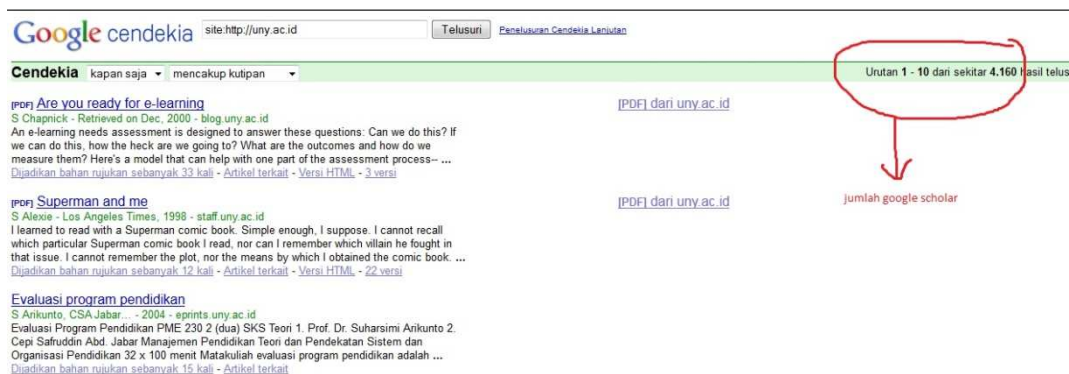 Google cendekia site:http://uny.ac.id Telusuri Penelusuran Cendekia Lanjutan
Cendekia kapan saja mencakup kutipan Urutan 1 - 10 dari sekitar 4.160 hasil telus
[PDF] Are you ready for e-learning [PDF] dari uny.ac.id
S Chapnick - Retrieved on Dec, 2000 - blog.uny.ac.id
An e-learning needs assessment is designed to answer these questions: Can we do this? If
we can do this, how the heck are we going to? What are the outcomes and how do we
measure them? Here's a model that can help with one part of the assessment process-- ...
Dijadikan bahan rujukan sebanyak 33 kali - Artikel terkait - Versi HTML - 3 versi
jumlah google scholar
[PDF] Superman and me [PDF] dari uny.ac.id
S Alexie - Los Angeles Times, 1998 - staff.uny.ac.id
I learned to read with a Superman comic book. Simple enough, I suppose. I cannot recall
which particular Superman comic book I read, nor can I remember which villain he fought in
that issue. I cannot remember the plot, nor the means by which I obtained the comic book. ...
Dijadikan bahan rujukan sebanyak 12 kali - Artikel terkait - Versi HTML - 22 versi
Evaluasi program pendidikan
S Arikunto, CSA Jabar... - 2004 - eprints.uny.ac.id
Evaluasi Program Pendidikan PME 230 2 (dua) SKS Teori 1. Prof. Dr. Suharsimi Arikunto 2.
Cepi Safruddin Abd. Jabar Manajemen Pendidikan Teori dan Pendekatan Sistem dan
Organisasi Pendidikan 32 x 100 menit Matakuliah evaluasi program pendidikan adalah ...
Dijadikan bahan rujukan sebanyak 15 kali - Artikel terkait